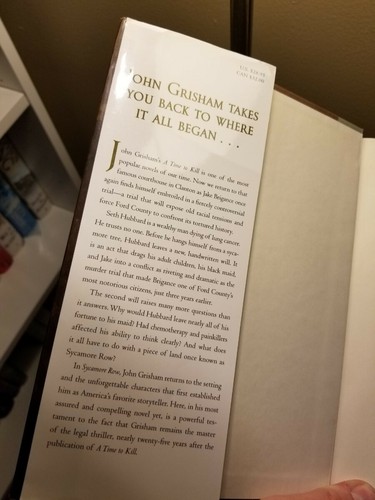 JOHN GRISHAM TAKES
YOU BACK TO WHERE
IT ALL BEGAN . . .
John Grisham's A Time to Kill is one of the most
popular novels of our time. Now we return to that
famous courthouse in Clanton as Jake Brigance once
again finds himself embroiled in a fiercely controversial
trial—a trial that will expose old racial tensions and
force Ford County to confront its tortured history.
Seth Hubbard is a wealthy man dying of lung cancer.
He trusts no one. Before he hangs himself from a syca-
more tree, Hubbard leaves a new, handwritten, will. It
is an act that drags his adult children, his black maid,
and Jake into a conflict as riveting and dramatic as the
murder trial that made Brigance one of Ford County's
most notorious citizens, just three years earlier.
The second will raises many more questions than
it answers. Why would Hubbard leave nearly all of his
fortune to his maid? Had chemotherapy and painkillers
affected his ability to think clearly? And what does
it all have to do with a piece of land once known as
Sycamore Row?
In Sycamore Row, John Grisham returns to the setting
and the unforgettable characters that first established
him as America's favorite storyteller. Here, in his most
assured and compelling novel yet, is a powerful tes-
tament to the fact that Grisham remains the master
of the legal thriller, nearly twenty-five years after the
publication of A Time to Kill.